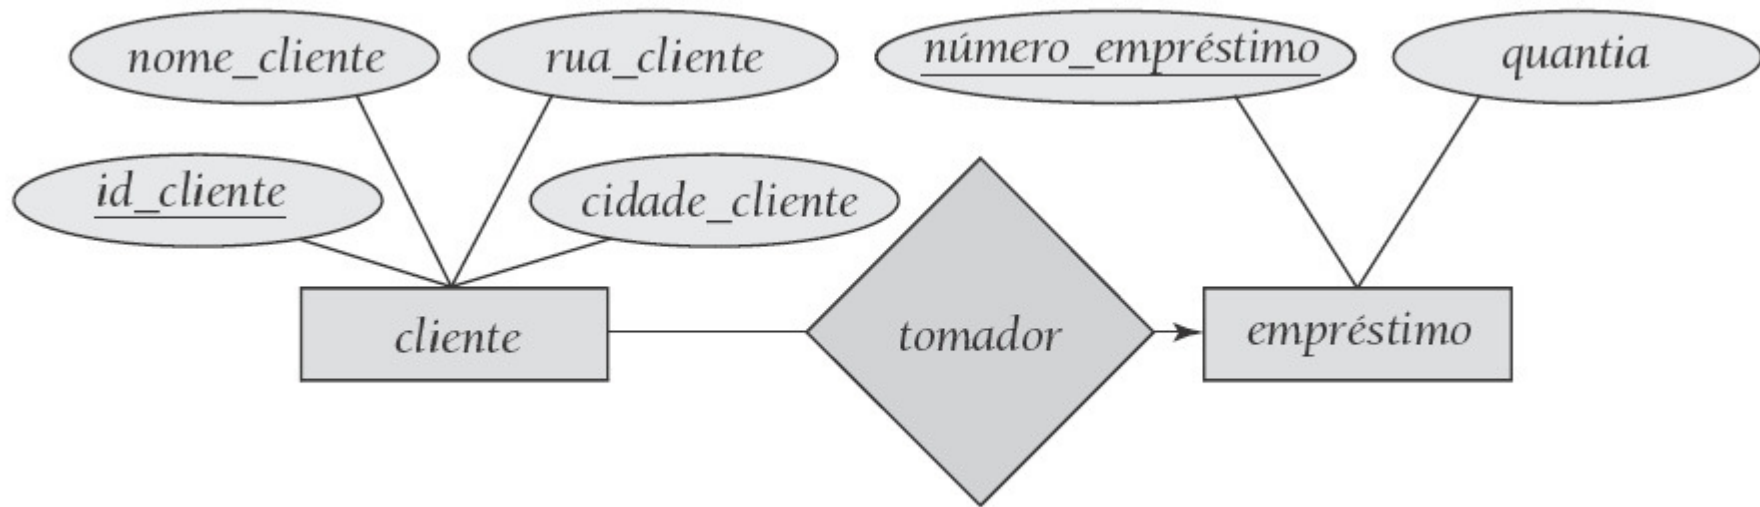 nome_cliente
rua_cliente
número_empréstimo
quantia
id_cliente
cidade_cliente
cliente
tomador
empréstimo